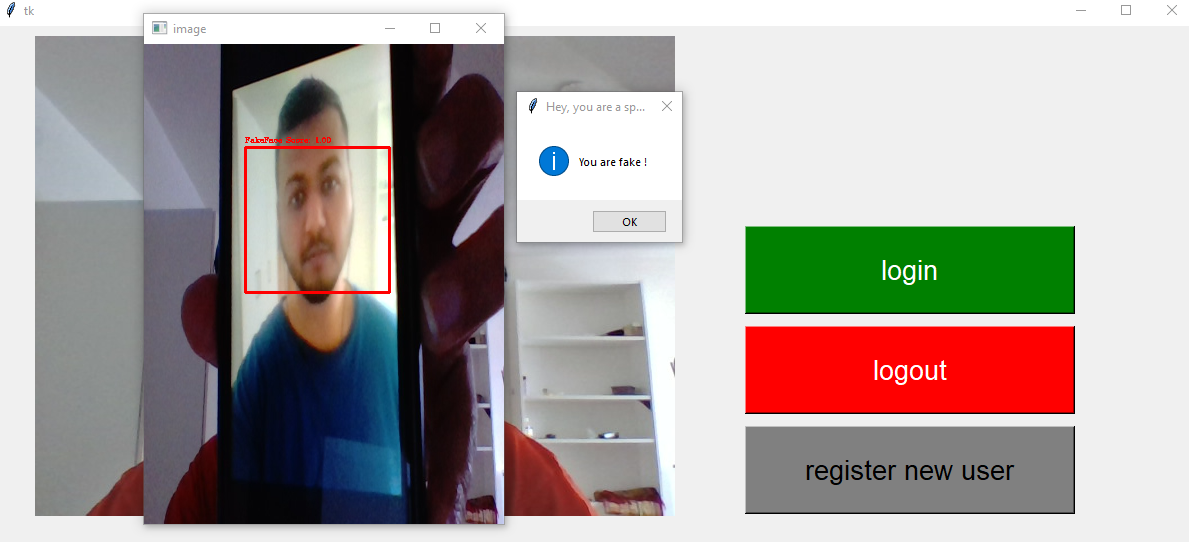 tk
image
FakeFace Score: 1.00
Hey, you are a sp...
You are fake !
OK
login
logout
register new user